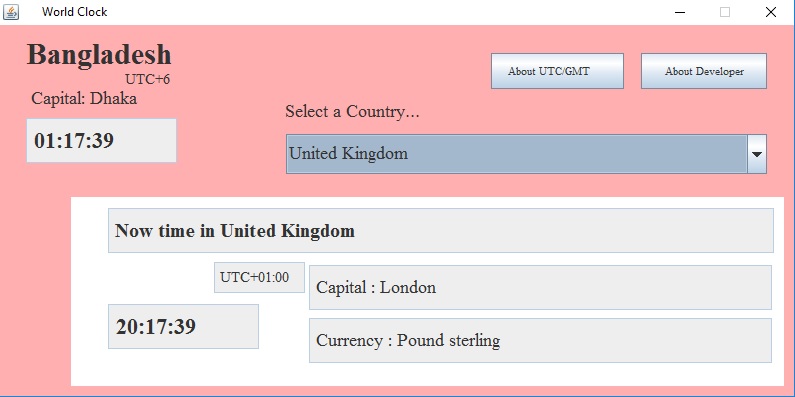 World Clock
Bangladesh
UTC+6
Capital: Dhaka
01:17:39
About UTC/GMT
About Developer
Select a Country...
United Kingdom
Now time in United Kingdom
UTC+01:00
Capital : London
20:17:39
Currency : Pound sterling